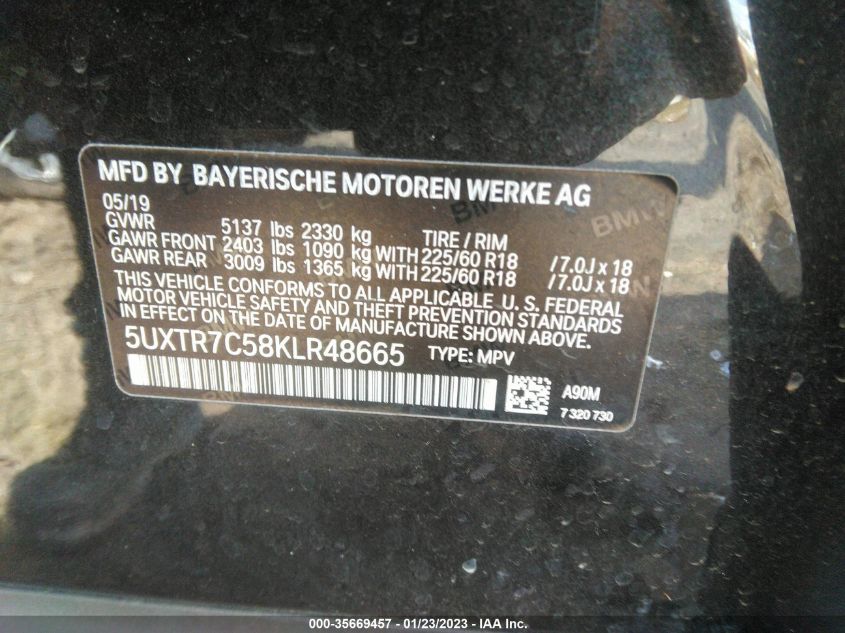 MFD BY BAYERISCHE MOTOREN WERKE AG
05/19
GVWR 5137 lbs 2330 kg TIRE / RIM
GAWR FRONT 2403 lbs 1090 kg WITH 225/60 R18 /7.0J x 18
GAWR REAR 3009 lbs 1365 kg WITH 225/60 R18 /7.0J x 18
THIS VEHICLE CONFORMS TO ALL APPLICABLE U. S. FEDERAL
MOTOR VEHICLE SAFETY AND THEFT PREVENTION STANDARDS
IN EFFECT ON THE DATE OF MANUFACTURE SHOWN ABOVE.
5UXTR7C58KLR48665 TYPE: MPV
A90M
7 320 730
000-35669457 - 01/23/2023 - IAA Inc.